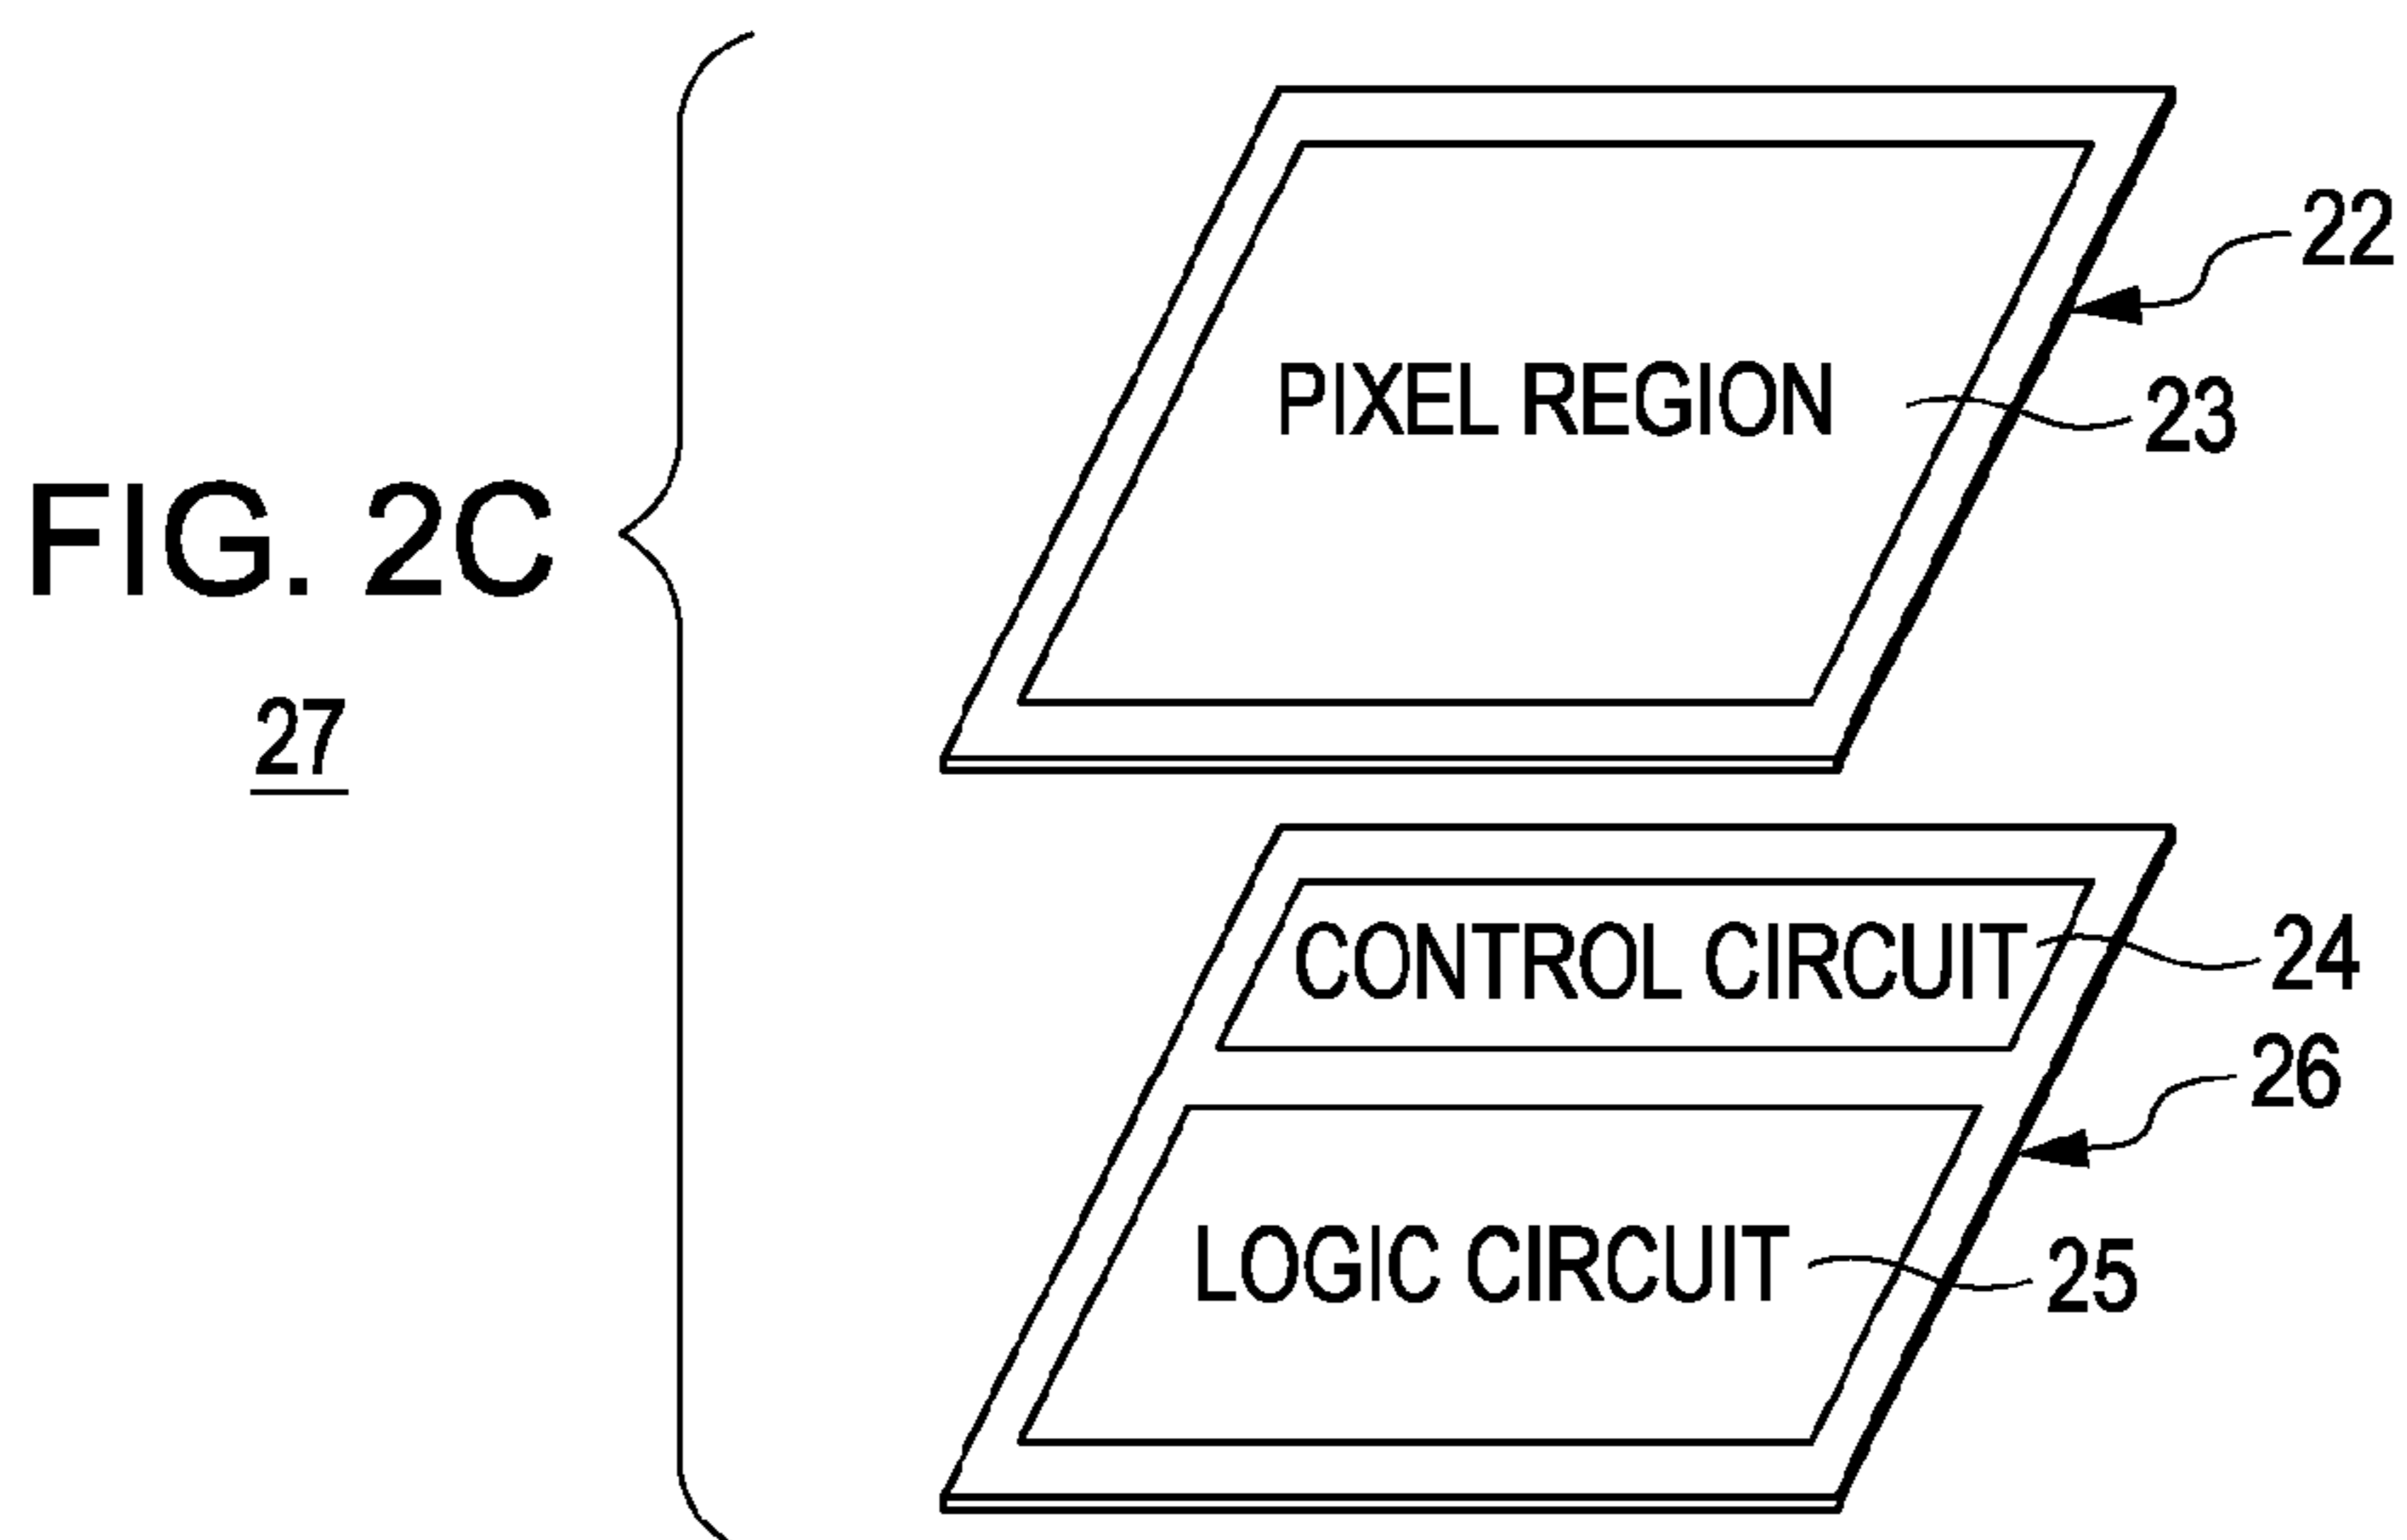 FIG. 2C
27
PIXEL REGION
22
23
CONTROL CIRCUIT
24
26
LOGIC CIRCUIT
25